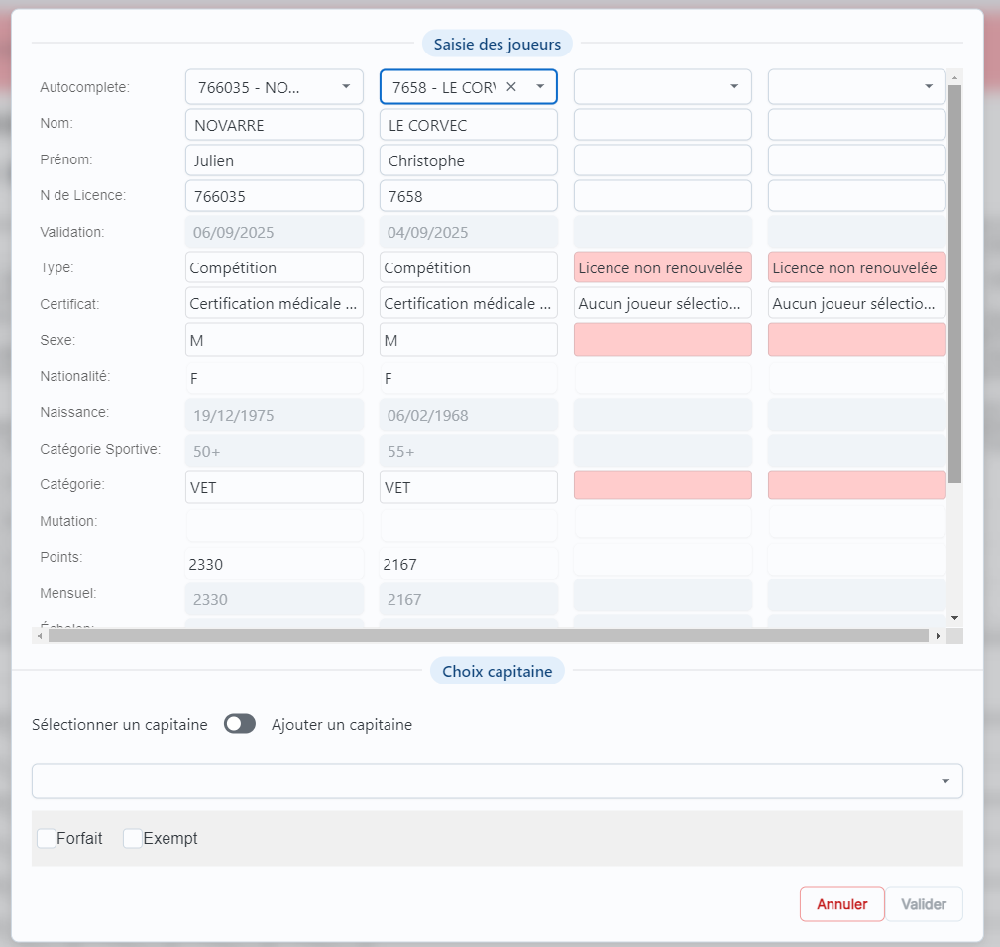 Saisie des joueurs
Autocomplete: 766035 - NO... 7658 - LE COR
Nom: NOVARRE LE CORVEC
Prénom: Julien Christophe
N de Licence: 766035 7658
Validation: 06/09/2025 04/09/2025
Type: Compétition Compétition Licence non renouvelée Licence non renouvelée
Certificat: Certification médicale ... Certification médicale ... Aucun joueur sélectio... Aucun joueur sélectio...
Sexe: M M
Nationalité: F F
Naissance: 19/12/1975 06/02/1968
Catégorie Sportive: 50+ 55+
Catégorie: VET VET
Mutation:
Points: 2330 2167
Mensuel: 2330 2167
Échelon:
Choix capitaine
Sélectionner un capitaine Ajouter un capitaine
Forfait Exempt
Annuler Valider